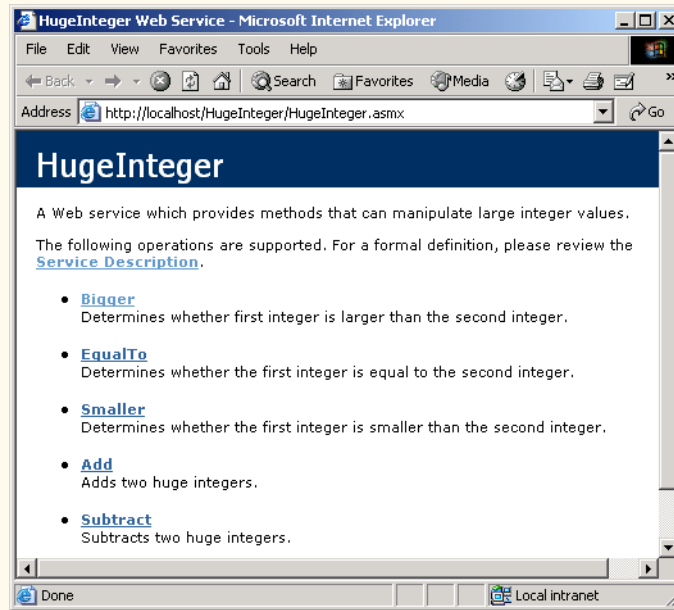 HugeInteger Web Service - Microsoft Internet Explorer
File Edit View Favorites Tools Help
Back Search Favorites Media »
Address http://localhost/HugeInteger/HugeInteger.asmx Go
HugeInteger
A Web service which provides methods that can manipulate large integer values.
The following operations are supported. For a formal definition, please review the
Service Description.
• Bigger
Determines whether first integer is larger than the second integer.
• EqualTo
Determines whether the first integer is equal to the second integer.
• Smaller
Determines whether the first integer is smaller than the second integer.
• Add
Adds two huge integers.
• Subtract
Subtracts two huge integers.
Done Local intranet